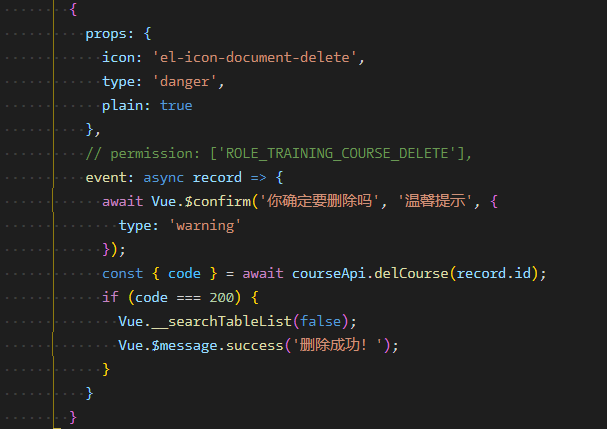 {
props: {
icon: 'el-icon-document-delete',
type: 'danger',
plain: true
},
// permission: ['ROLE_TRAINING_COURSE_DELETE'],
event: async record => {
await Vue.$confirm('你确定要删除吗', '温馨提示', {
type: 'warning'
});
const { code } = await courseApi.delCourse(record.id);
if (code === 200) {
Vue.__searchTableList(false);
Vue.$message.success('删除成功！');
}
}
}